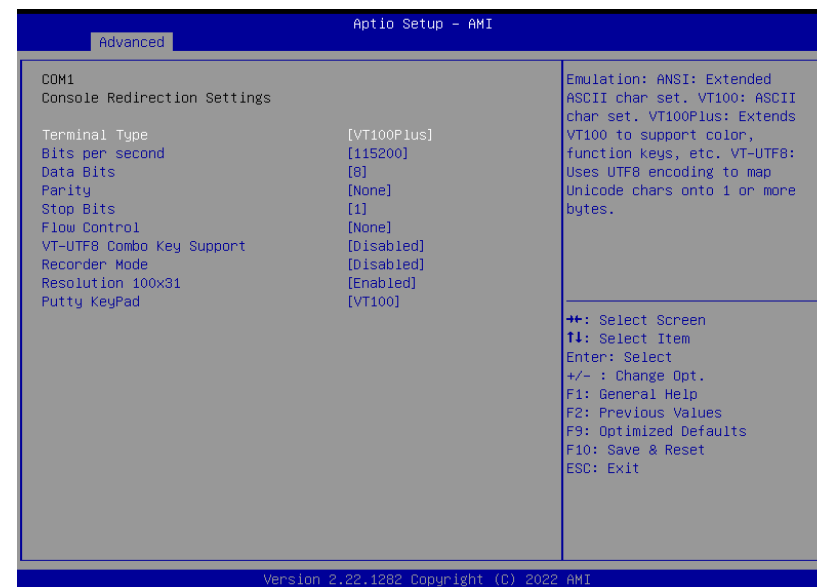 Aptio Setup – AMI
Advanced
COM1
Console Redirection Settings
Terminal Type [VT100Plus]
Bits per second [115200]
Data Bits [8]
Parity [None]
Stop Bits [1]
Flow Control [None]
VT-UTF8 Combo Key Support [Disabled]
Recorder Mode [Disabled]
Resolution 100x31 [Enabled]
Putty KeyPad [VT100]
Emulation: ANSI: Extended
ASCII char set. VT100: ASCII
char set. VT100Plus: Extends
VT100 to support color,
function keys, etc. VT-UTF8:
Uses UTF8 encoding to map
Unicode chars onto 1 or more
bytes.
→←: Select Screen
↑↓: Select Item
Enter: Select
+/- : Change Opt.
F1: General Help
F2: Previous Values
F9: Optimized Defaults
F10: Save & Reset
ESC: Exit
Version 2.22.1282 Copyright (C) 2022 AMI